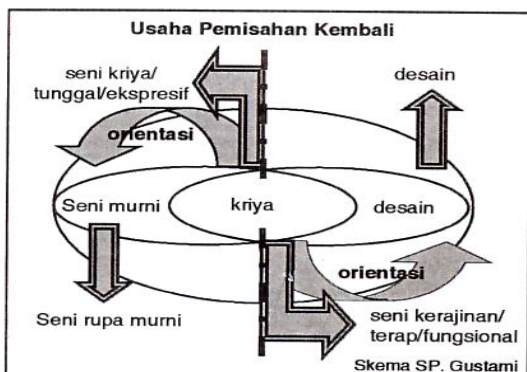 Usaha Pemisahan Kembali
seni kriya/
tunggal/ekspresif
desain
orientasi
Seni murni
kriya
desain
orientasi
Seni rupa murni
seni kerajinan/
terap/fungsional
Skema SP. Gustami